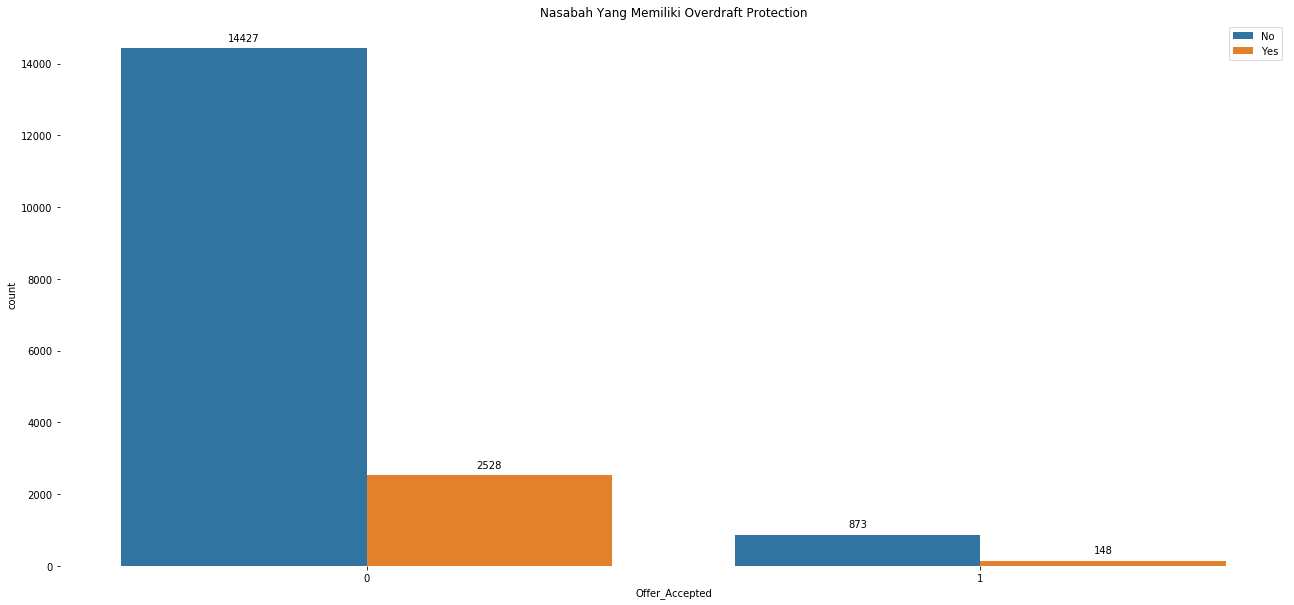 Nasabah Yang Memiliki Overdraft Protection
No
Yes
14427
14000
12000
10000
8000
count
6000
4000
2528
2000
873
148
0
0 1
Offer_Accepted